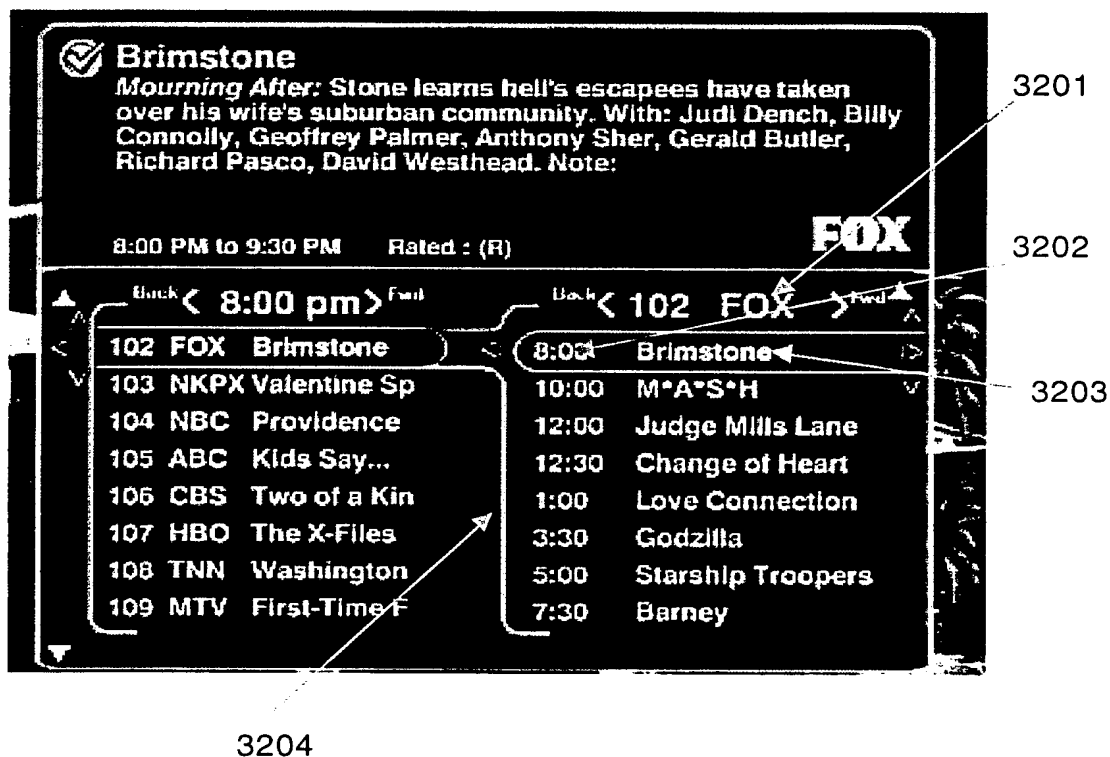 Brimstone
Mourning After: Stone learns hell's escapees have taken
over his wife's suburban community. With: Judi Dench, Billy
Connolly, Geoffrey Palmer, Anthony Sher, Gerald Butler,
Richard Pasco, David Westhead. Note:
8:00 PM to 9:30 PM Rated : (R)
FOX
Back < 8:00 pm > Fwd
Back < 102 FOX > Fwd
102 FOX Brimstone
103 NKPX Valentine Sp
104 NBC Providence
105 ABC Kids Say...
106 CBS Two of a Kin
107 HBO The X-Files
108 TNN Washington
109 MTV First-Time F
8:00 Brimstone
10:00 M*A*S*H
12:00 Judge Mills Lane
12:30 Change of Heart
1:00 Love Connection
3:30 Godzilla
5:00 Starship Troopers
7:30 Barney
3201
3202
3203
3204